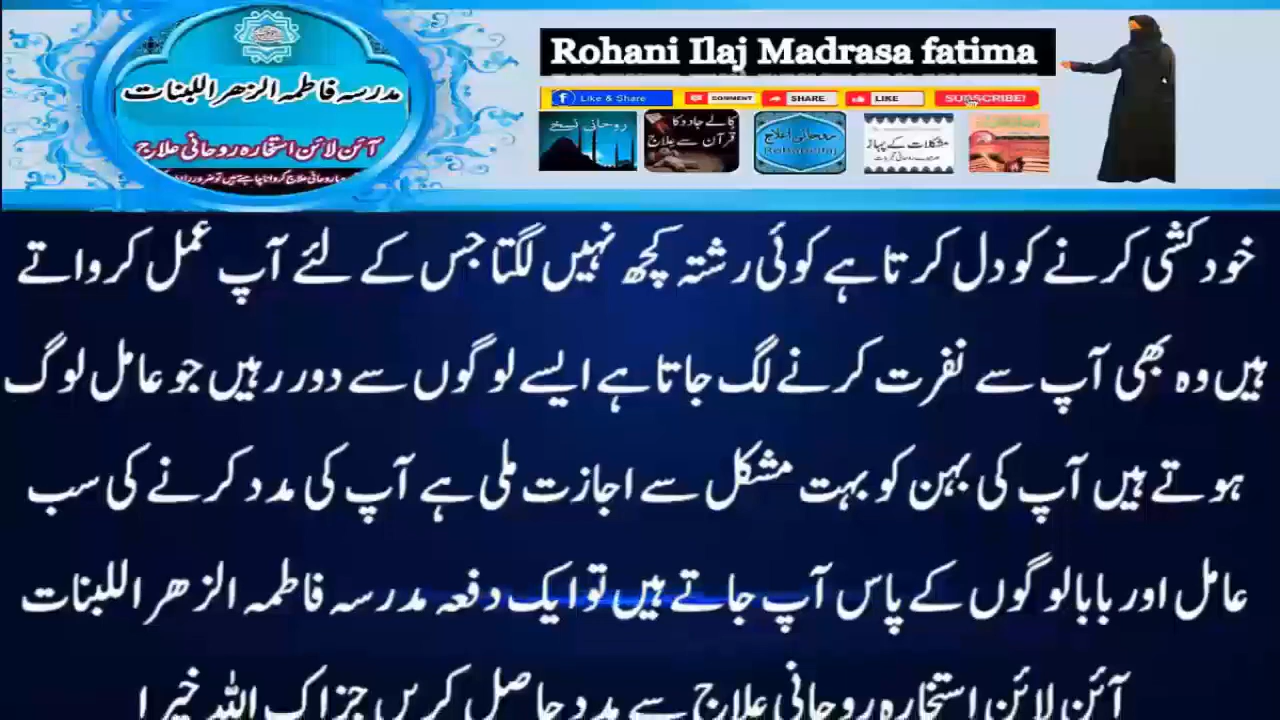 مدرسہ فاطمہ الزھراللبنات
آئن لائن استخارہ روحانی علاج
Rohani Ilaj Madrasa fatima
Like & Share
COMMENT
SHARE
LIKE
SUBSCRIBE!
روحانی نسخے
کالے جادو کا
قرآن سے علاج
روحانی علاج
مشکلات کے پہاڑ
خود کشی کرنے کو دل کرتا ہے کوئی رشتہ کچھ نہیں لگتا جس کے لئے آپ عمل کرواتے
ہیں وہ بھی آپ سے نفرت کرنے لگ جاتا ہے ایسے لوگوں سے دور رہیں جو عامل لوگ
ہوتے ہیں آپ کی بہن کو بہت مشکل سے اجازت ملی ہے آپ کی مدد کرنے کی سب
عامل اور بابا لوگوں کے پاس آپ جاتے ہیں تو ایک دفعہ مدرسہ فاطمہ الزھراللبنات
آئن لائن استخارہ روحانی علاج سے مدد حاصل کریں جزاک اللہ خیرا